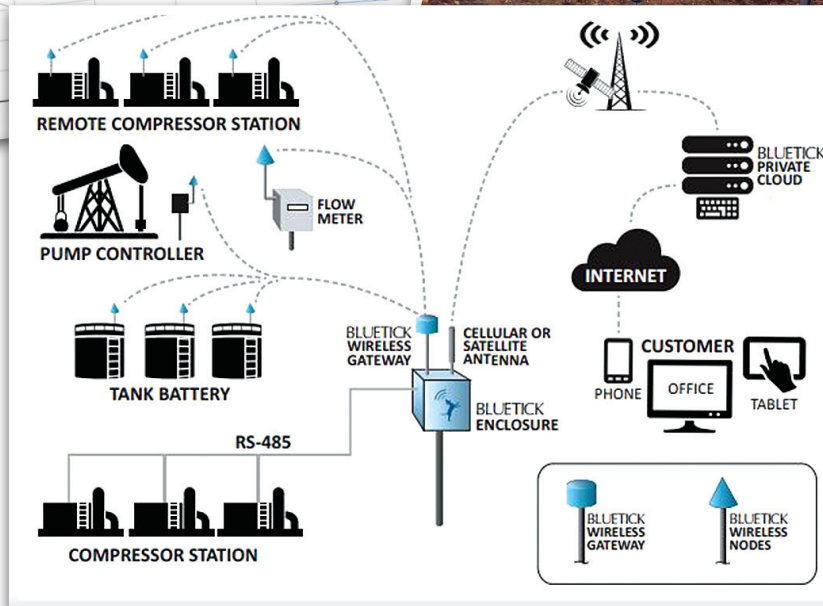 REMOTE COMPRESSOR STATION
FLOW
METER
PUMP CONTROLLER
TANK BATTERY
BLUETICK
WIRELESS
GATEWAY
CELLULAR OR
SATELLITE
ANTENNA
BLUETICK
ENCLOSURE
RS-485
COMPRESSOR STATION
BLUETICK
PRIVATE
CLOUD
INTERNET
CUSTOMER
PHONE
OFFICE
TABLET
BLUETICK
WIRELESS
GATEWAY
BLUETICK
WIRELESS
NODES